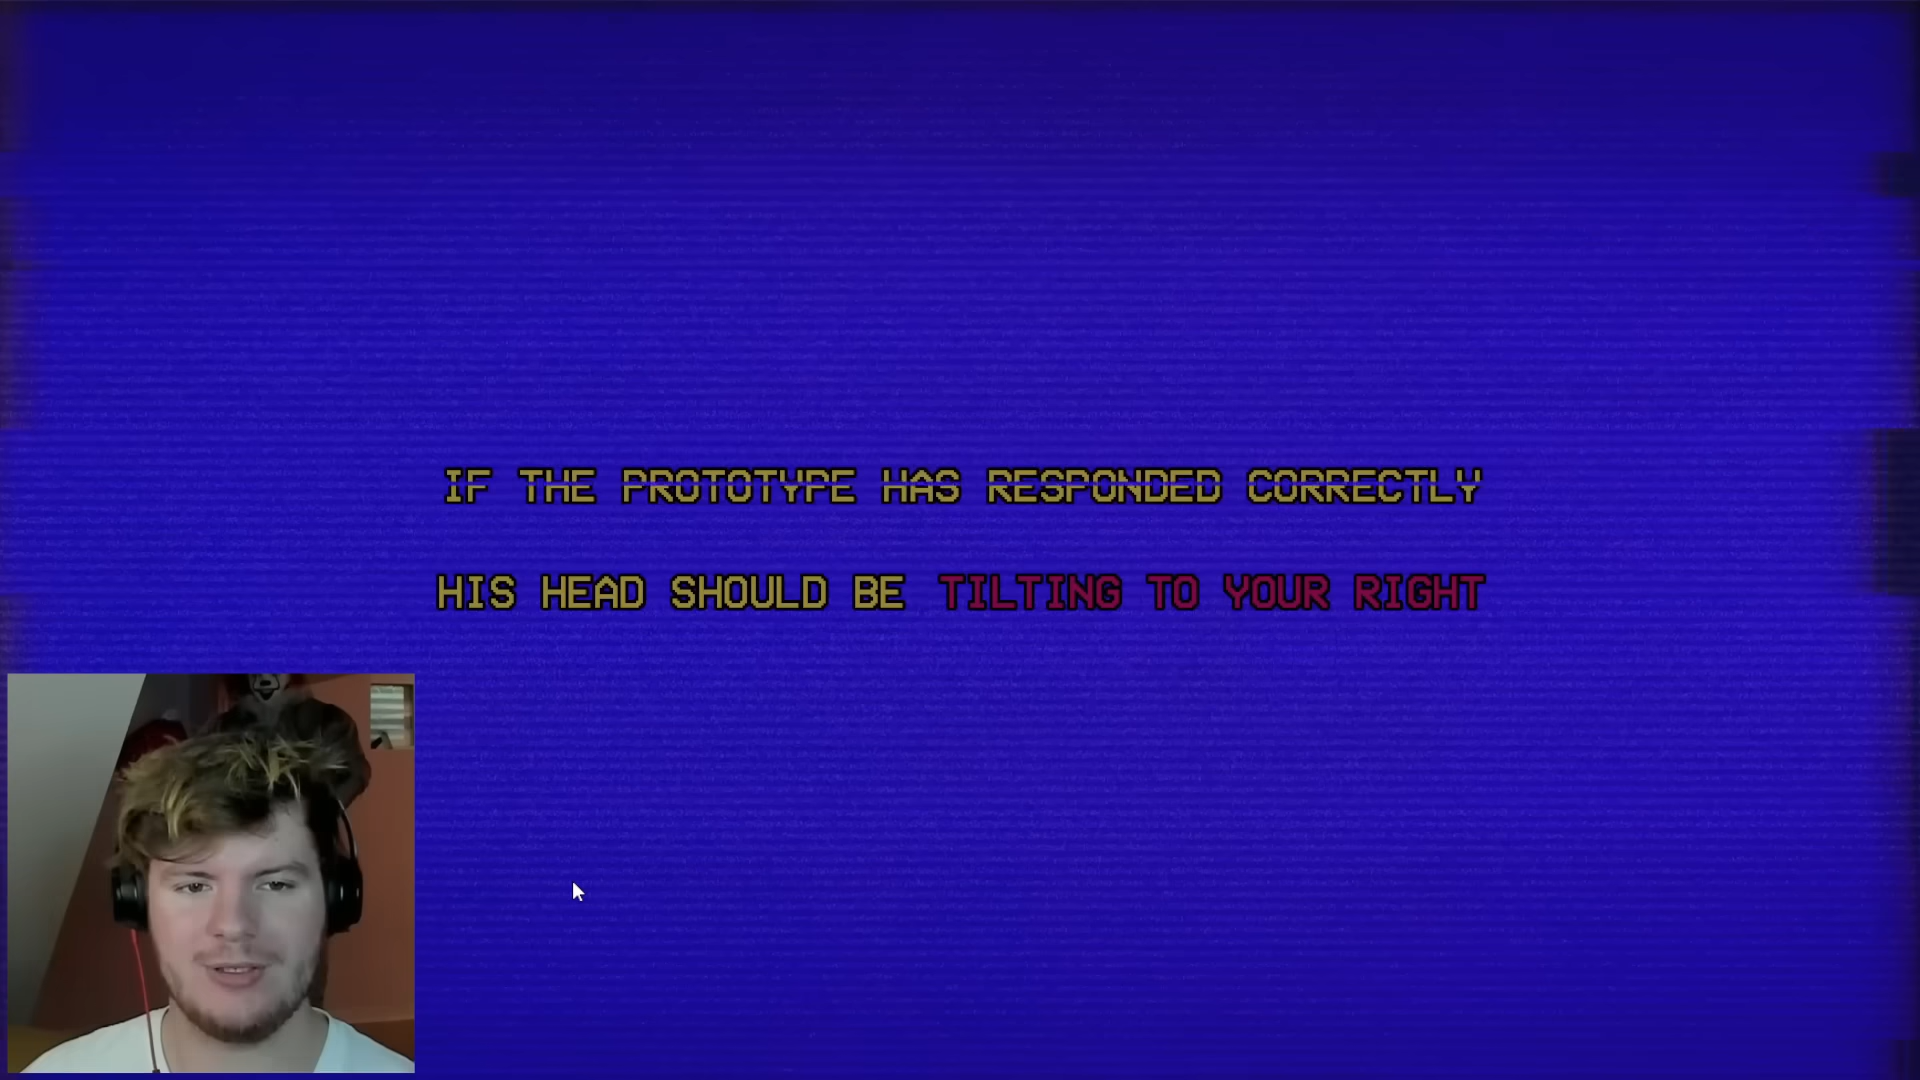 IF THE PROTOTYPE HAS RESPONDED CORRECTLY
HIS HEAD SHOULD BE TILTING TO YOUR RIGHT